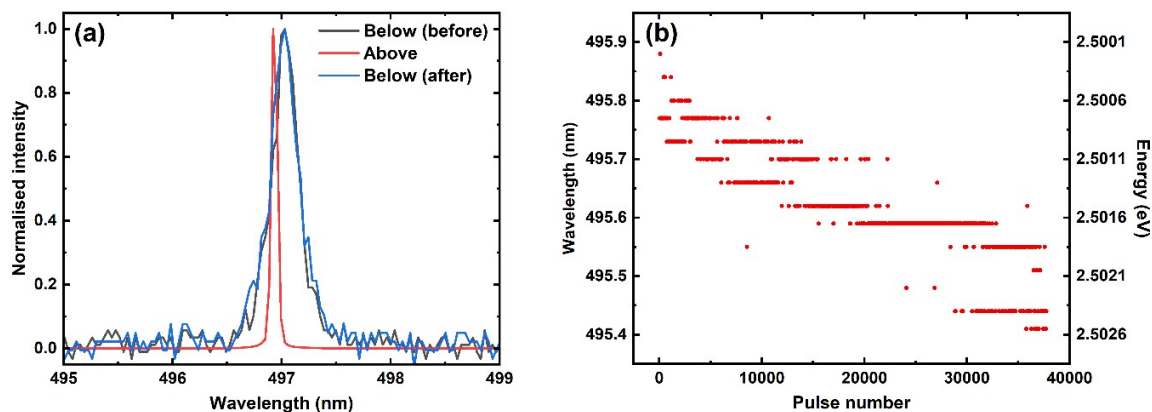 (a)
Below (before)
Above
Below (after)
Normalised intensity
1.0
0.8
0.6
0.4
0.2
0.0
495 496 497 498 499
Wavelength (nm)
(b)
Wavelength (nm)
495.9
495.8
495.7
495.6
495.5
495.4
2.5001
2.5006
2.5011
2.5016
2.5021
2.5026
Energy (eV)
0 10000 20000 30000 40000
Pulse number